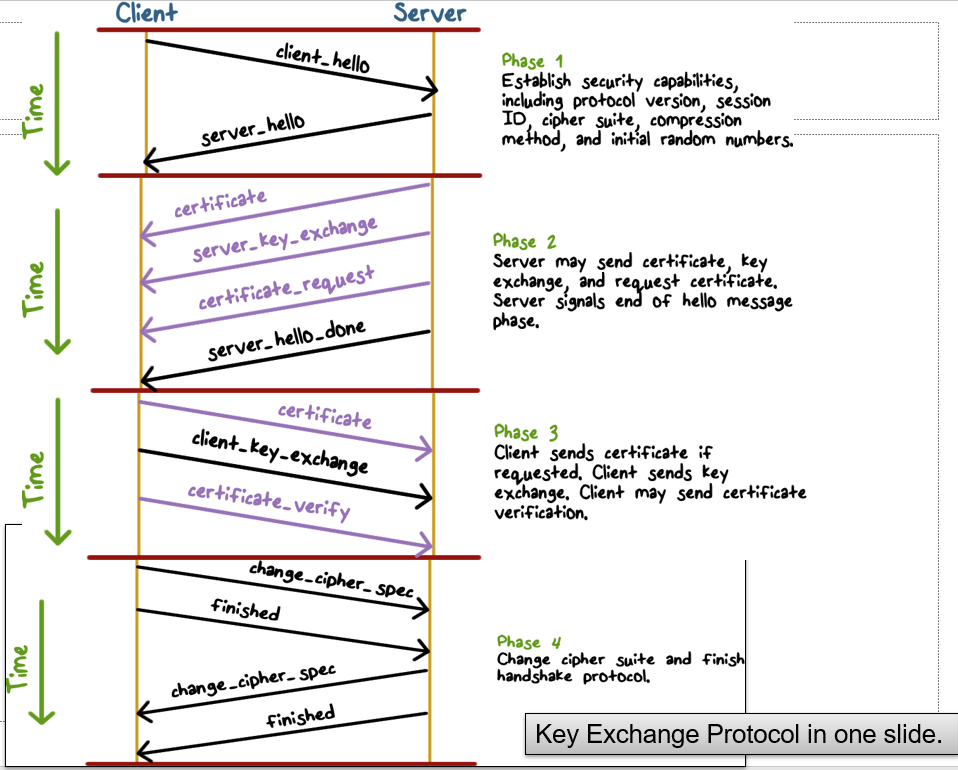 Client
Server
Time
client_hello
server_hello
Phase 1
Establish security capabilities,
including protocol version, session
ID, cipher suite, compression
method, and initial random numbers.
Time
certificate
server_key_exchange
certificate_request
server_hello_done
Phase 2
Server may send certificate, key
exchange, and request certificate.
Server signals end of hello message
phase.
Time
certificate
client_key_exchange
certificate_verify
Phase 3
Client sends certificate if
requested. Client sends key
exchange. Client may send certificate
verification.
Time
change_cipher_spec
finished
change_cipher_spec
finished
Phase 4
Change cipher suite and finish
handshake protocol.
Key Exchange Protocol in one slide.